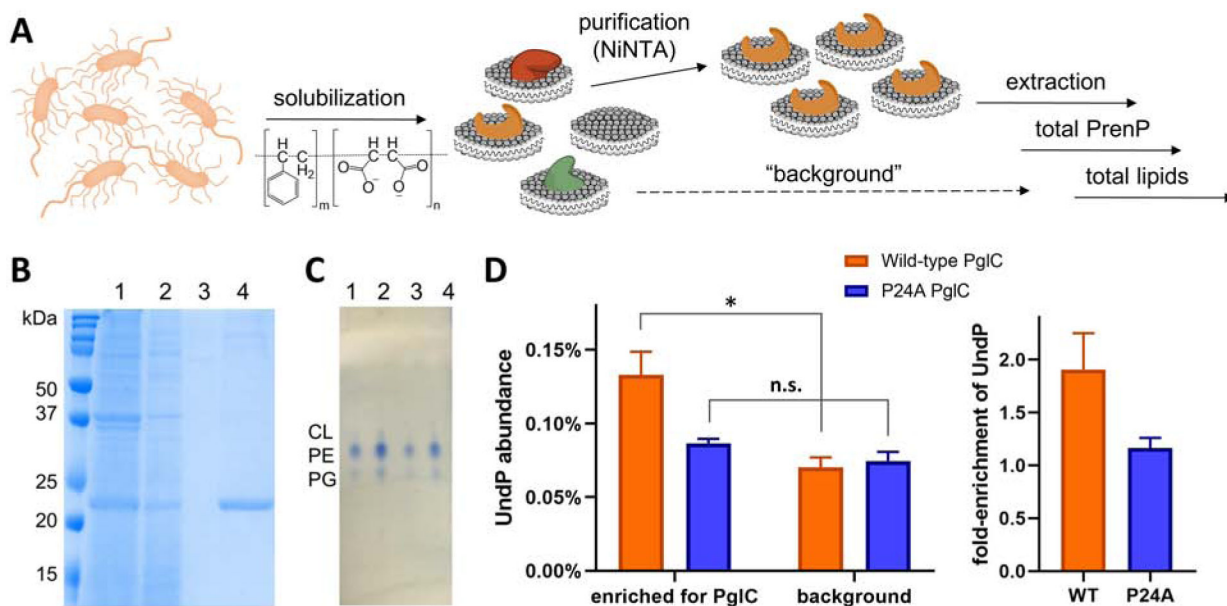 A
solubilization
purification
(NiNTA)
extraction
total PrenP
total lipids
"background"
H
C
C
H2
m
H H
C C
O O
O− O−
n
B
1 2 3 4
kDa
50
37
25
20
15
C
1 2 3 4
CL
PE
PG
D
Wild-type PglC
P24A PglC
UndP abundance
0.15%
0.10%
0.05%
0.00%
*
n.s.
enriched for PglC
background
fold-enrichment of UndP
2.0
1.5
1.0
0.5
0.0
WT
P24A